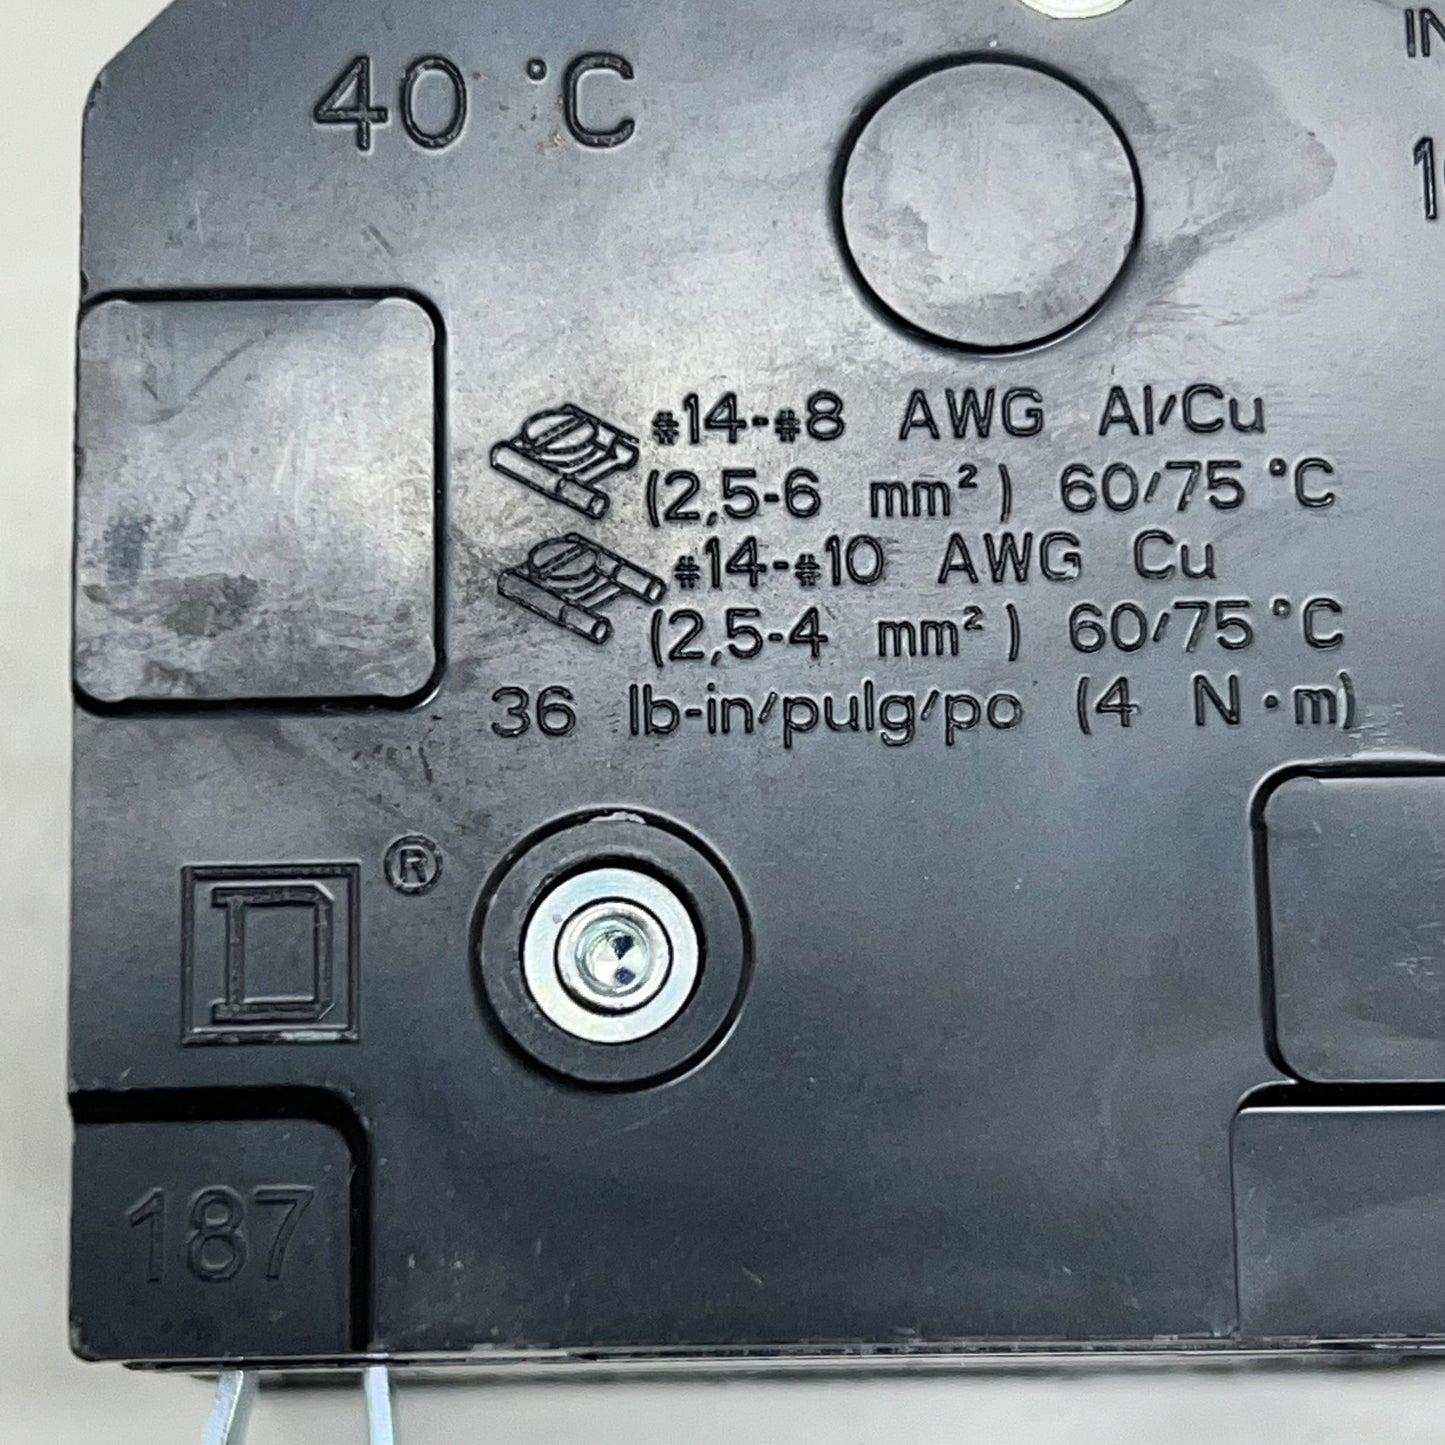 40 °C
#14-#8 AWG Al/Cu
(2,5-6 mm²) 60/75 °C
#14-#10 AWG Cu
(2,5-4 mm²) 60/75 °C
36 lb-in/pulg/po (4 N·m)
D ®
187